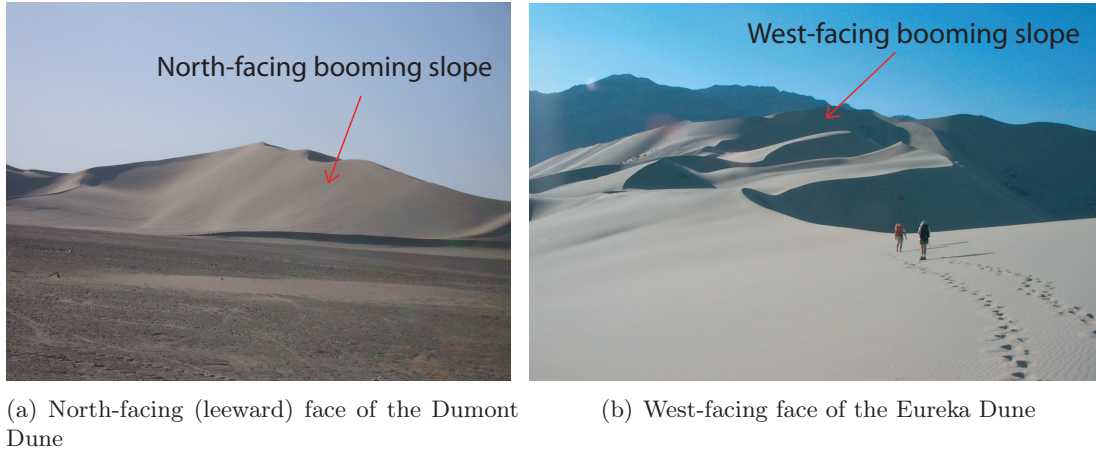 North-facing booming slope
West-facing booming slope
(a) North-facing (leeward) face of the Dumont
Dune
(b) West-facing face of the Eureka Dune